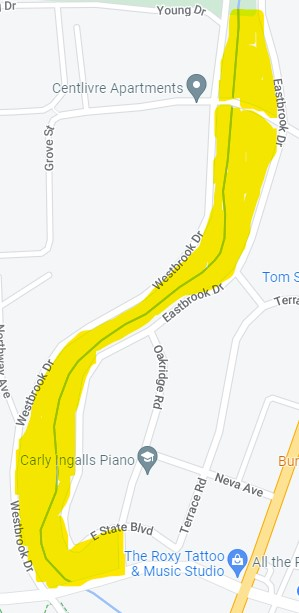 Dr
Young Dr
Centlivre Apartments
Grove St
Eastbrook Dr
Westbrook Dr
Tom S
Eastbrook Dr
Terra
Northway Ave
Westbrook Dr
Oakridge Rd
Carly Ingalls Piano
Neva Ave
Bur
Terrace Rd
Westbrook Dr
E State Blvd
The Roxy Tattoo
& Music Studio
All the P